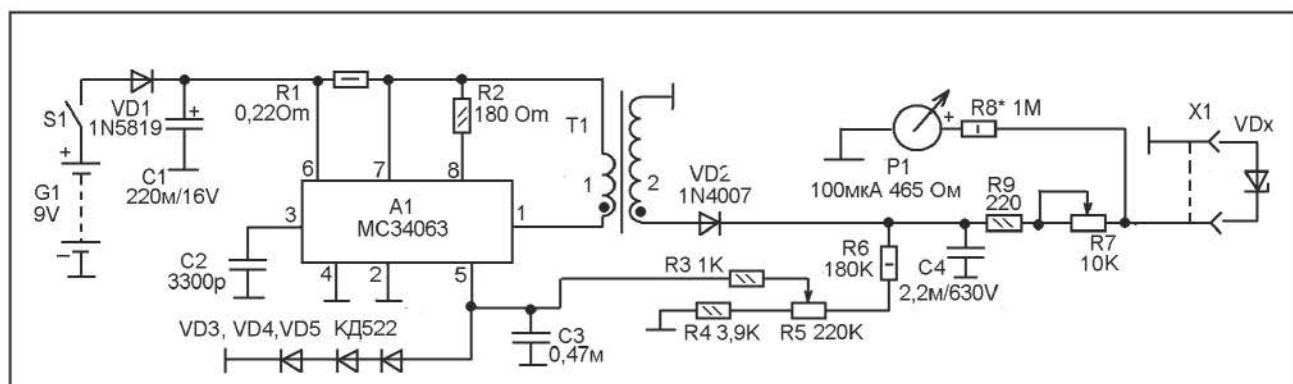 S1
VD1
1N5819
C1
220м/16V
G1
9V
+
–
+
R1
0,22Om
R2
180 Om
6
7
8
3
A1
MC34063
1
4
2
5
C2
3300p
T1
1
2
VD2
1N4007
P1
100мкА 465 Ом
+
R8* 1M
X1
VDx
R9
220
R7
10K
R6
180K
C4
2,2м/630V
R3 1K
R4 3,9K
R5 220K
C3
0,47м
VD3, VD4,VD5 КД522